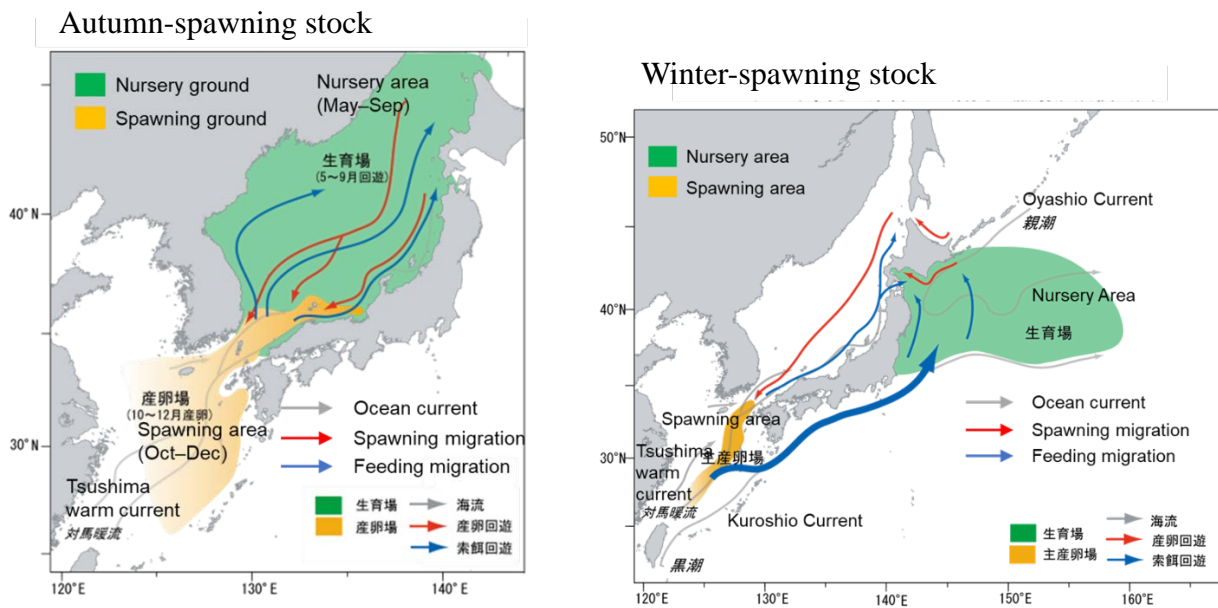 Autumn-spawning stock
Nursery ground
Spawning ground
Nursery area
(May–Sep)
生育場
(5～9月回遊)
40° N
30°N
産卵場
(10～12月産卵)
Spawning area
(Oct–Dec)
Tsushima
warm current
対馬暖流
Ocean current
Spawning migration
Feeding migration
生育場
海流
産卵場
産卵回遊
索餌回遊
120°E
130°E
140°E
Winter-spawning stock
50°N
Nursery area
Spawning area
Oyashio Current
親潮
40°N
Nursery Area
生育場
Spawning area
主産卵場
30°N
Tsushima
warm
current
対馬暖流
Kuroshio Current
黒潮
Ocean current
Spawning migration
Feeding migration
生育場
海流
主産卵場
産卵回遊
索餌回遊
120°E
130°E
140°E
150°E
160°E